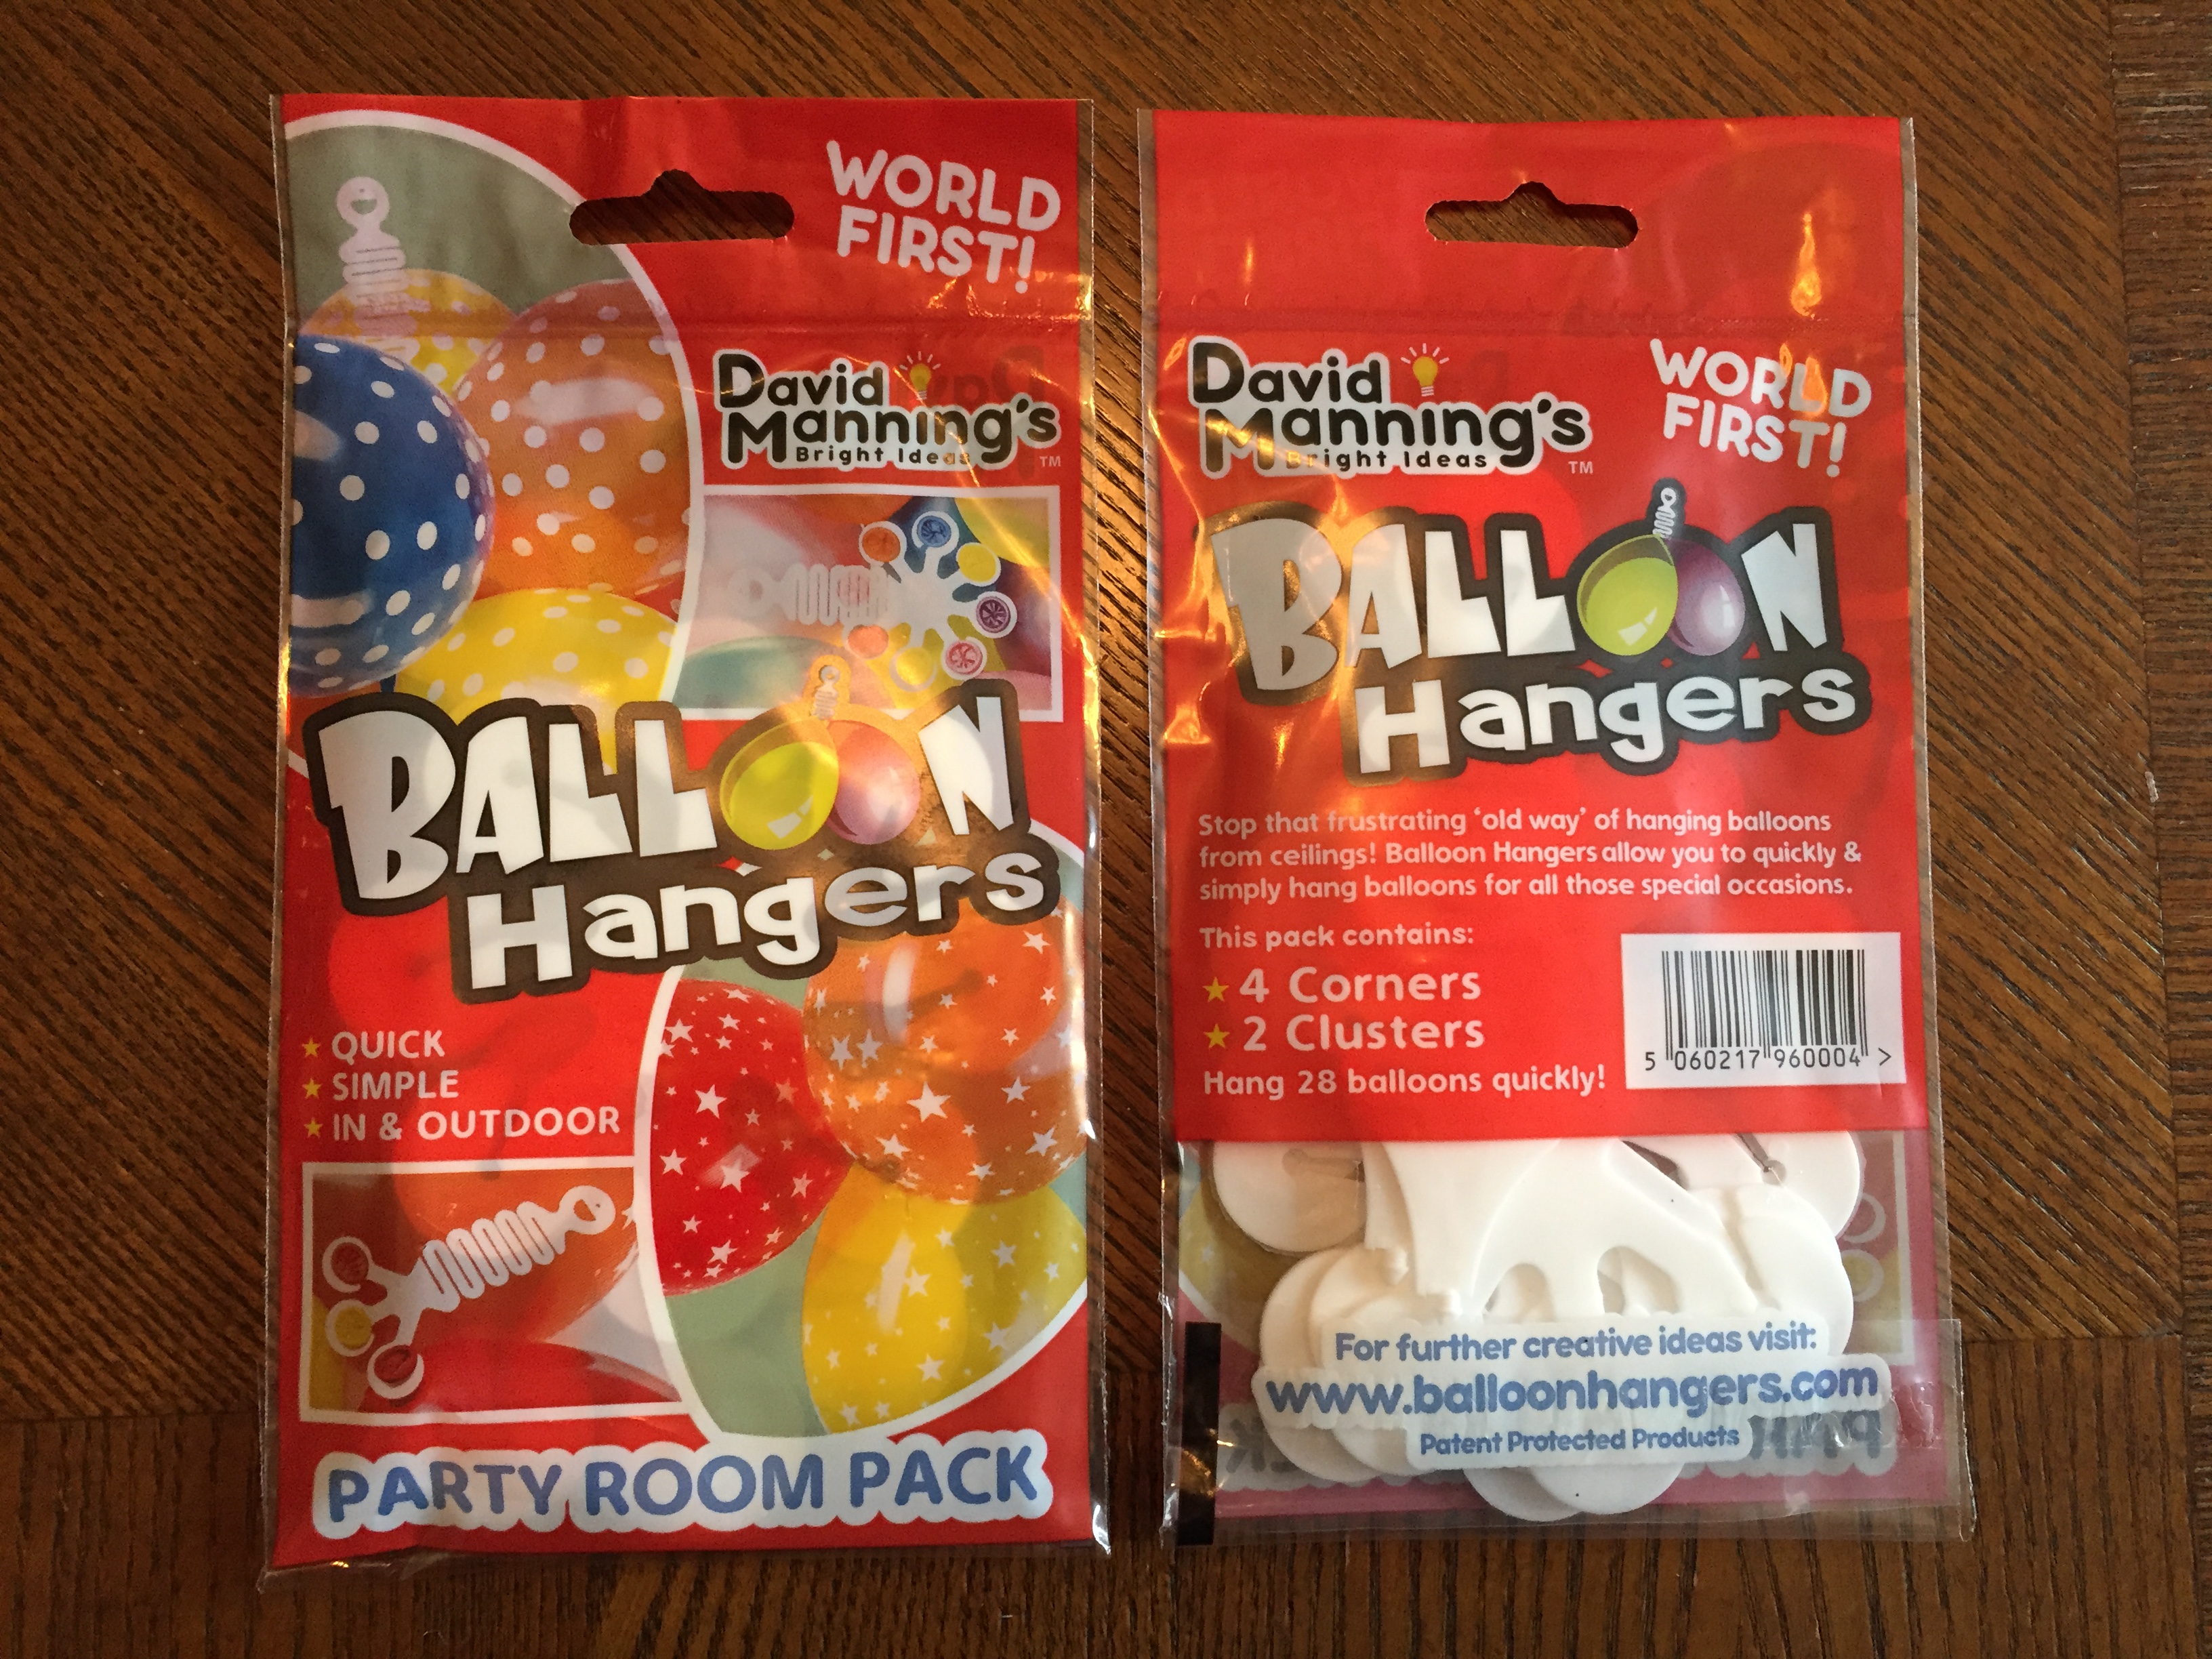 WORLD
FIRST!
David
Manning's
Bright Ideas
TM
BALLOON
Hangers
★ QUICK
★ SIMPLE
★ IN & OUTDOOR
PARTY ROOM PACK
David
Manning's
Bright Ideas
TM
WORLD
FIRST!
BALLOON
Hangers
Stop that frustrating ‘old way’ of hanging balloons
from ceilings! Balloon Hangers allow you to quickly &
simply hang balloons for all those special occasions.
This pack contains:
★ 4 Corners
★ 2 Clusters
Hang 28 balloons quickly!
5 060217 960004 >
For further creative ideas visit:
www.balloonhangers.com
Patent Protected Products